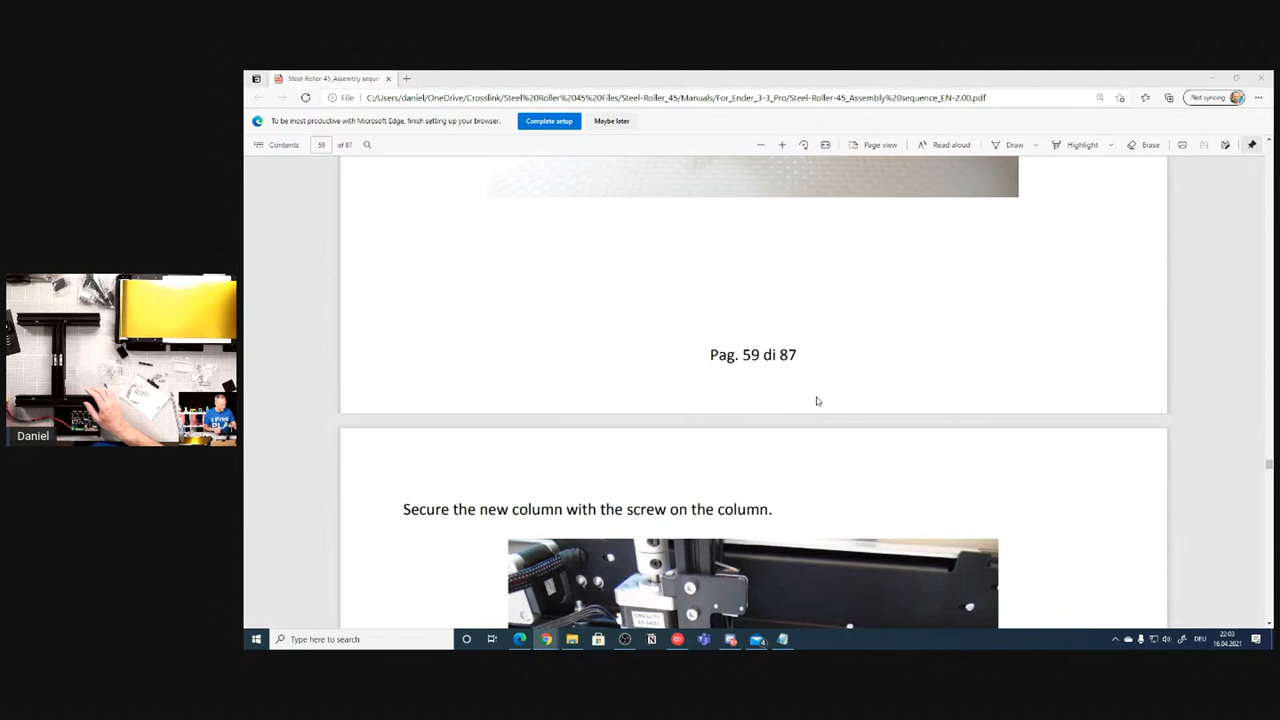 Steel-Roller-45_Assembly seque
File
C:/Users/daniel/OneDrive/Crosslink/Steel%20Roller%2045%20Files/Steel-Roller_45/Manuals/For_Ender_3-3_Pro/Steel-Roller-45_Assembly%20sequence_EN-2.00.pdf
Not syncing
To be most productive with Microsoft Edge, finish setting up your browser.
Complete setup
Maybe later
Contents
59
of 87
Page view
Read aloud
Draw
Highlight
Erase
Pag. 59 di 87
Daniel
Secure the new column with the screw on the column.
Type here to search
DEU
22:03
16.04.2021